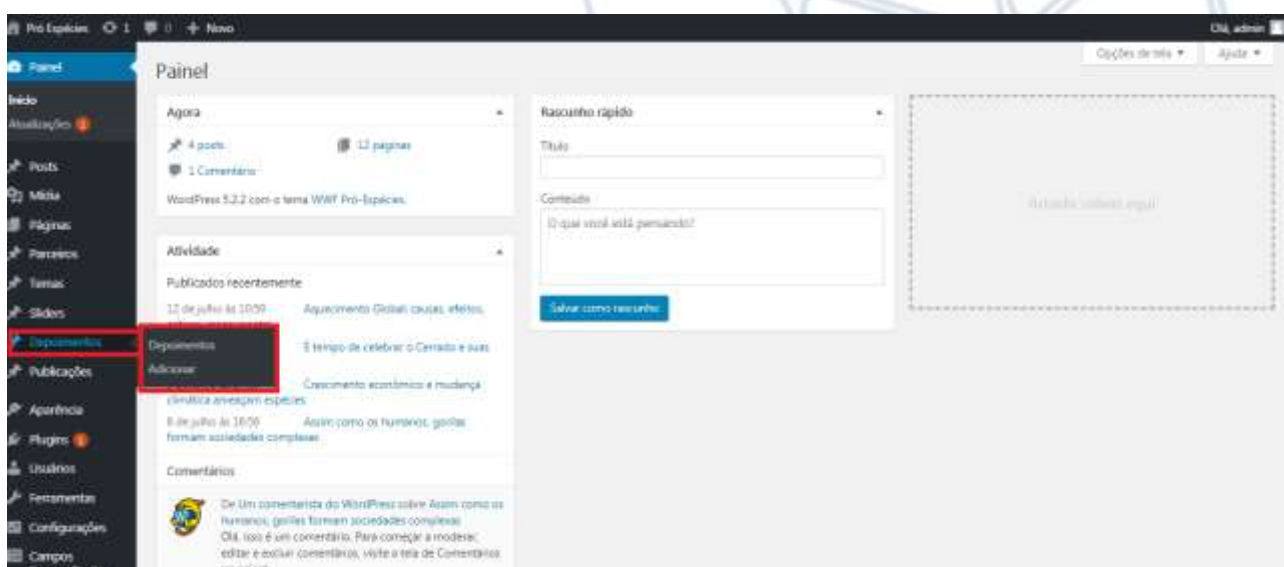 Pró Espécies 1 0 + Novo
Olá, admin
Opções de tela
Ajuda
Painel
Início
Atualizações 1
Posts
Mídia
Páginas
Parceiros
Temas
Sliders
Depoimentos
Depoimentos
Adicionar
Publicações
Aparência
Plugins 1
Usuários
Ferramentas
Configurações
Campos
Painel
Agora
4 posts
12 páginas
1 Comentário
WordPress 5.2.2 com o tema WWF Pró-Espécies.
Atividade
Publicados recentemente
12 de julho às 10:59 Aquecimento Global: causas, efeitos,
É tempo de celebrar o Cerrado e suas
Crescimento econômico e mudança
climática ameaçam espécies
8 de julho às Assim como os humanos, gorilas
formam sociedades complexas
Comentários
De Um comentarista do WordPress sobre Assim como os
humanos, gorilas formam sociedades complexas
Olá, isso é um comentário. Para começar a moderar,
editar e excluir comentários, visite a tela de Comentários
Rascunho rápido
Título
Conteúdo
O que você está pensando?
Salvar como rascunho